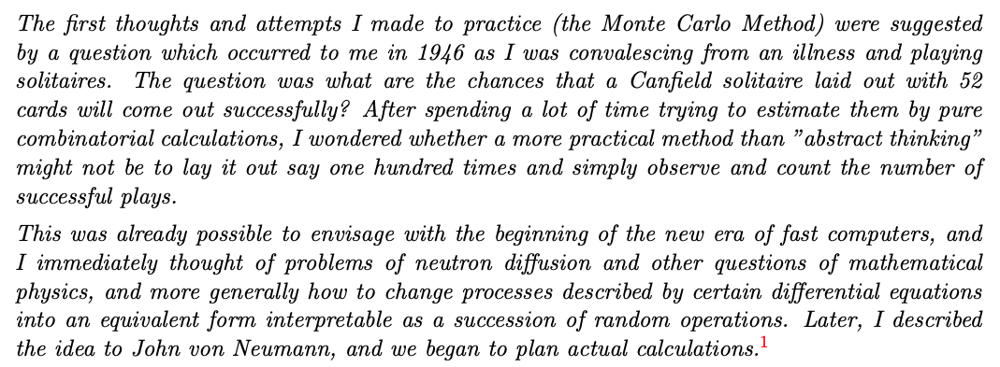 The first thoughts and attempts I made to practice (the Monte Carlo Method) were suggested
by a question which occurred to me in 1946 as I was convalescing from an illness and playing
solitaires. The question was what are the chances that a Canfield solitaire laid out with 52
cards will come out successfully? After spending a lot of time trying to estimate them by pure
combinatorial calculations, I wondered whether a more practical method than ”abstract thinking”
might not be to lay it out say one hundred times and simply observe and count the number of
successful plays.
This was already possible to envisage with the beginning of the new era of fast computers, and
I immediately thought of problems of neutron diffusion and other questions of mathematical
physics, and more generally how to change processes described by certain differential equations
into an equivalent form interpretable as a succession of random operations. Later, I described
the idea to John von Neumann, and we began to plan actual calculations.1